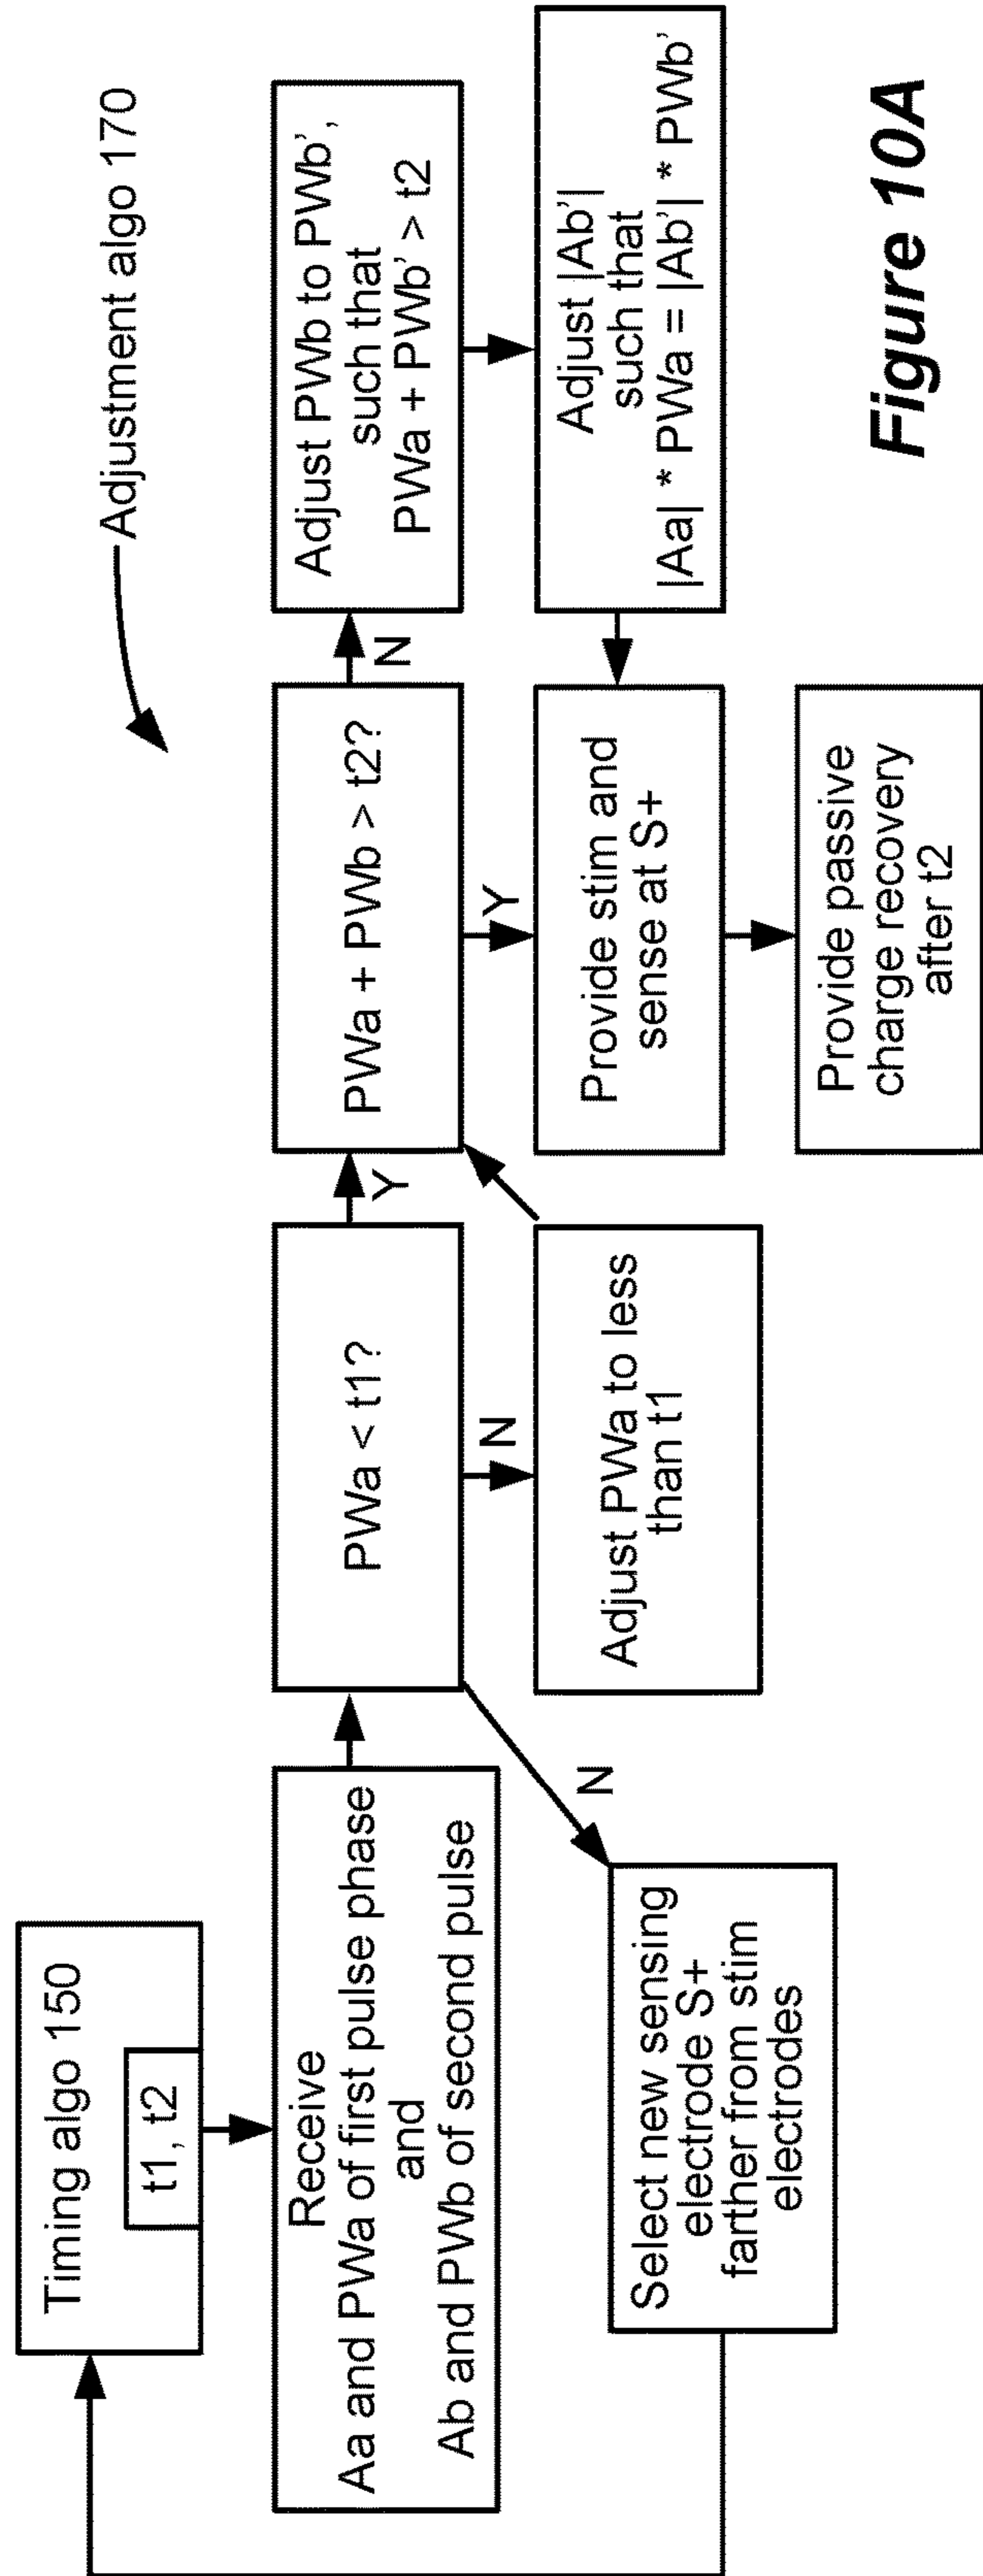 Adjustment algo 170
Timing algo 150
t1, t2
Receive
Aa and PWa of first pulse phase
and
Ab and PWb of second pulse
PWa < t1?
Y
N
N
Adjust PWa to less
than t1
Select new sensing
electrode S+
farther from stim
electrodes
PWa + PWb > t2?
N
Y
Adjust PWb to PWb’,
such that
PWa + PWb’ > t2
Adjust |Ab’|
such that
|Aa| * PWa = |Ab’| * PWb’
Provide stim and
sense at S+
Provide passive
charge recovery
after t2
Figure 10A